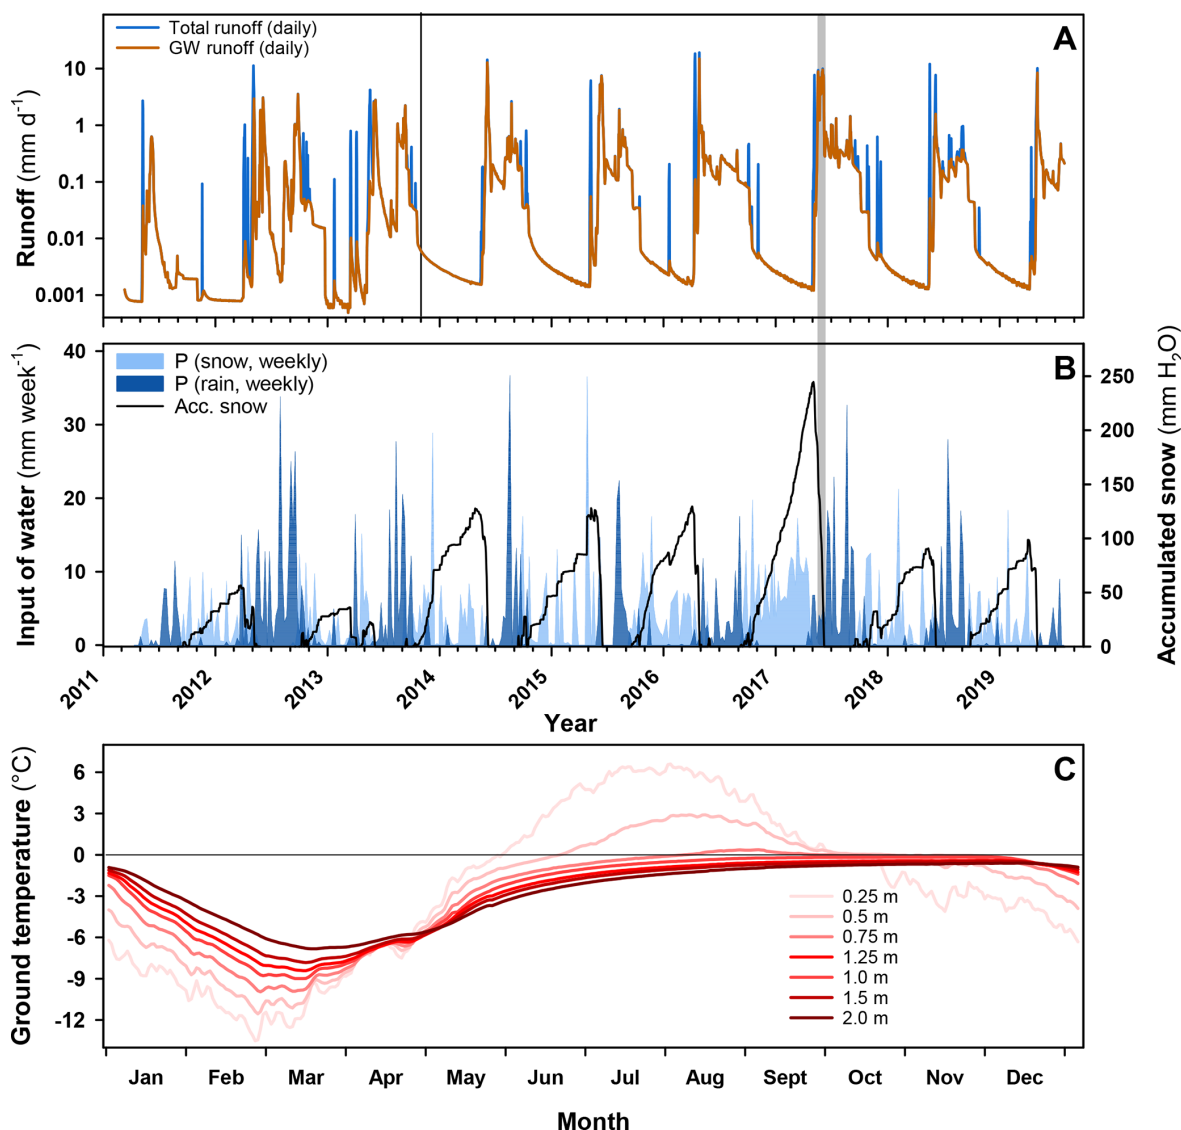 A
Total runoff (daily)
GW runoff (daily)
Runoff (mm d⁻¹)
10
1
0.1
0.01
0.001
B
P (snow, weekly)
P (rain, weekly)
Acc. snow
Input of water (mm week⁻¹)
40
30
20
10
0
Accumulated snow (mm H₂O)
250
200
150
100
50
0
2011
2012
2013
2014
2015
2016
2017
2018
2019
Year
C
Ground temperature (°C)
6
3
0
-3
-6
-9
-12
0.25 m
0.5 m
0.75 m
1.25 m
1.0 m
1.5 m
2.0 m
Jan
Feb
Mar
Apr
May
Jun
Jul
Aug
Sept
Oct
Nov
Dec
Month